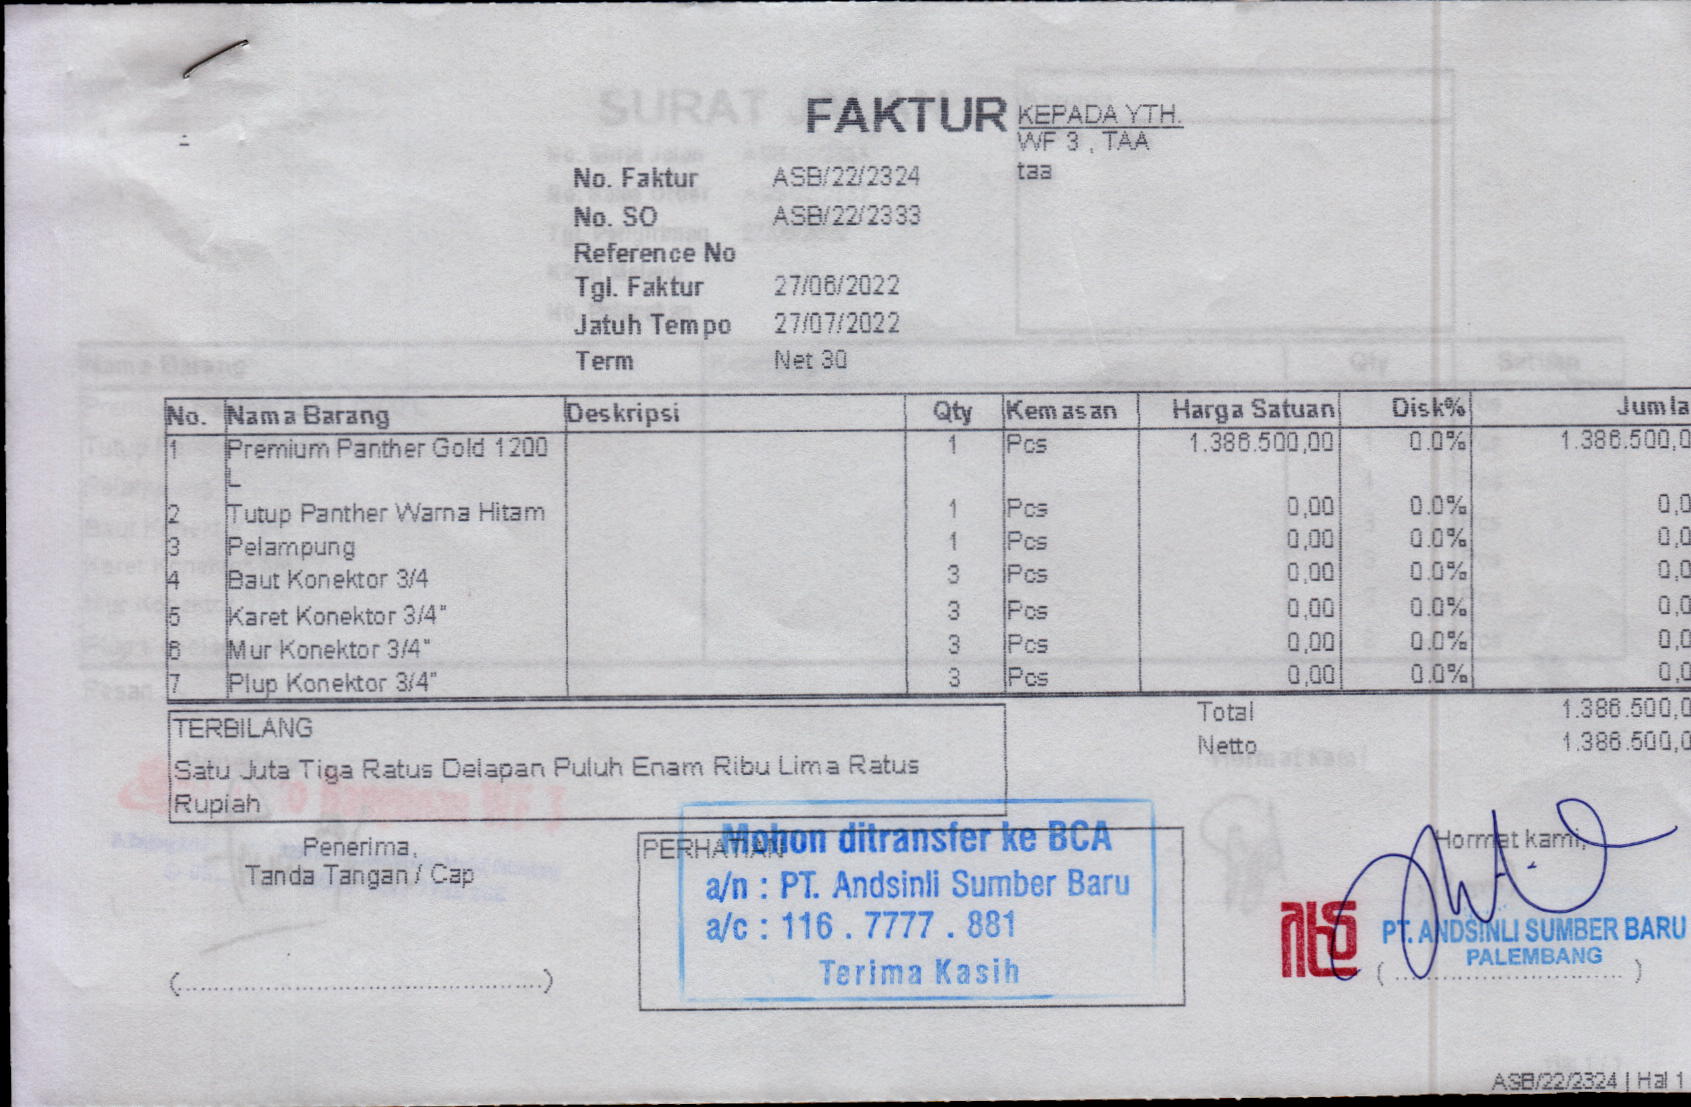 FAKTUR
KEPADA YTH.
WF 3 , TAA
taa
No. Faktur ASB/22/2324
No. SO ASB/22/2333
Reference No
Tgl. Faktur 27/06/2022
Jatuh Tempo 27/07/2022
Term Net 30
No. Nama Barang Deskripsi Qty Kemasan Harga Satuan Disk% Jumla
1 Premium Panther Gold 1200 1 Pcs 1.386.500,00 0.0% 1.386.500,0
L
2 Tutup Panther Warna Hitam 1 Pcs 0,00 0.0% 0,0
3 Pelampung 1 Pcs 0,00 0.0% 0,0
4 Baut Konektor 3/4 3 Pcs 0,00 0.0% 0,0
5 Karet Konektor 3/4" 3 Pcs 0,00 0.0% 0,0
6 Mur Konektor 3/4" 3 Pcs 0,00 0.0% 0,0
7 Plup Konektor 3/4" 3 Pcs 0,00 0.0% 0,0
Total 1.386.500,0
Netto 1.386.500,0
TERBILANG
Satu Juta Tiga Ratus Delapan Puluh Enam Ribu Lima Ratus
Rupiah
Penerima,
Tanda Tangan / Cap
(................................................)
PERHATIAN
Mohon ditransfer ke BCA
a/n : PT. Andsinli Sumber Baru
a/c : 116 . 7777 . 881
Terima Kasih
Hormat kami,
PT. ANDSINLI SUMBER BARU
PALEMBANG
( .............................. )
ASB/22/2324 | Hal 1